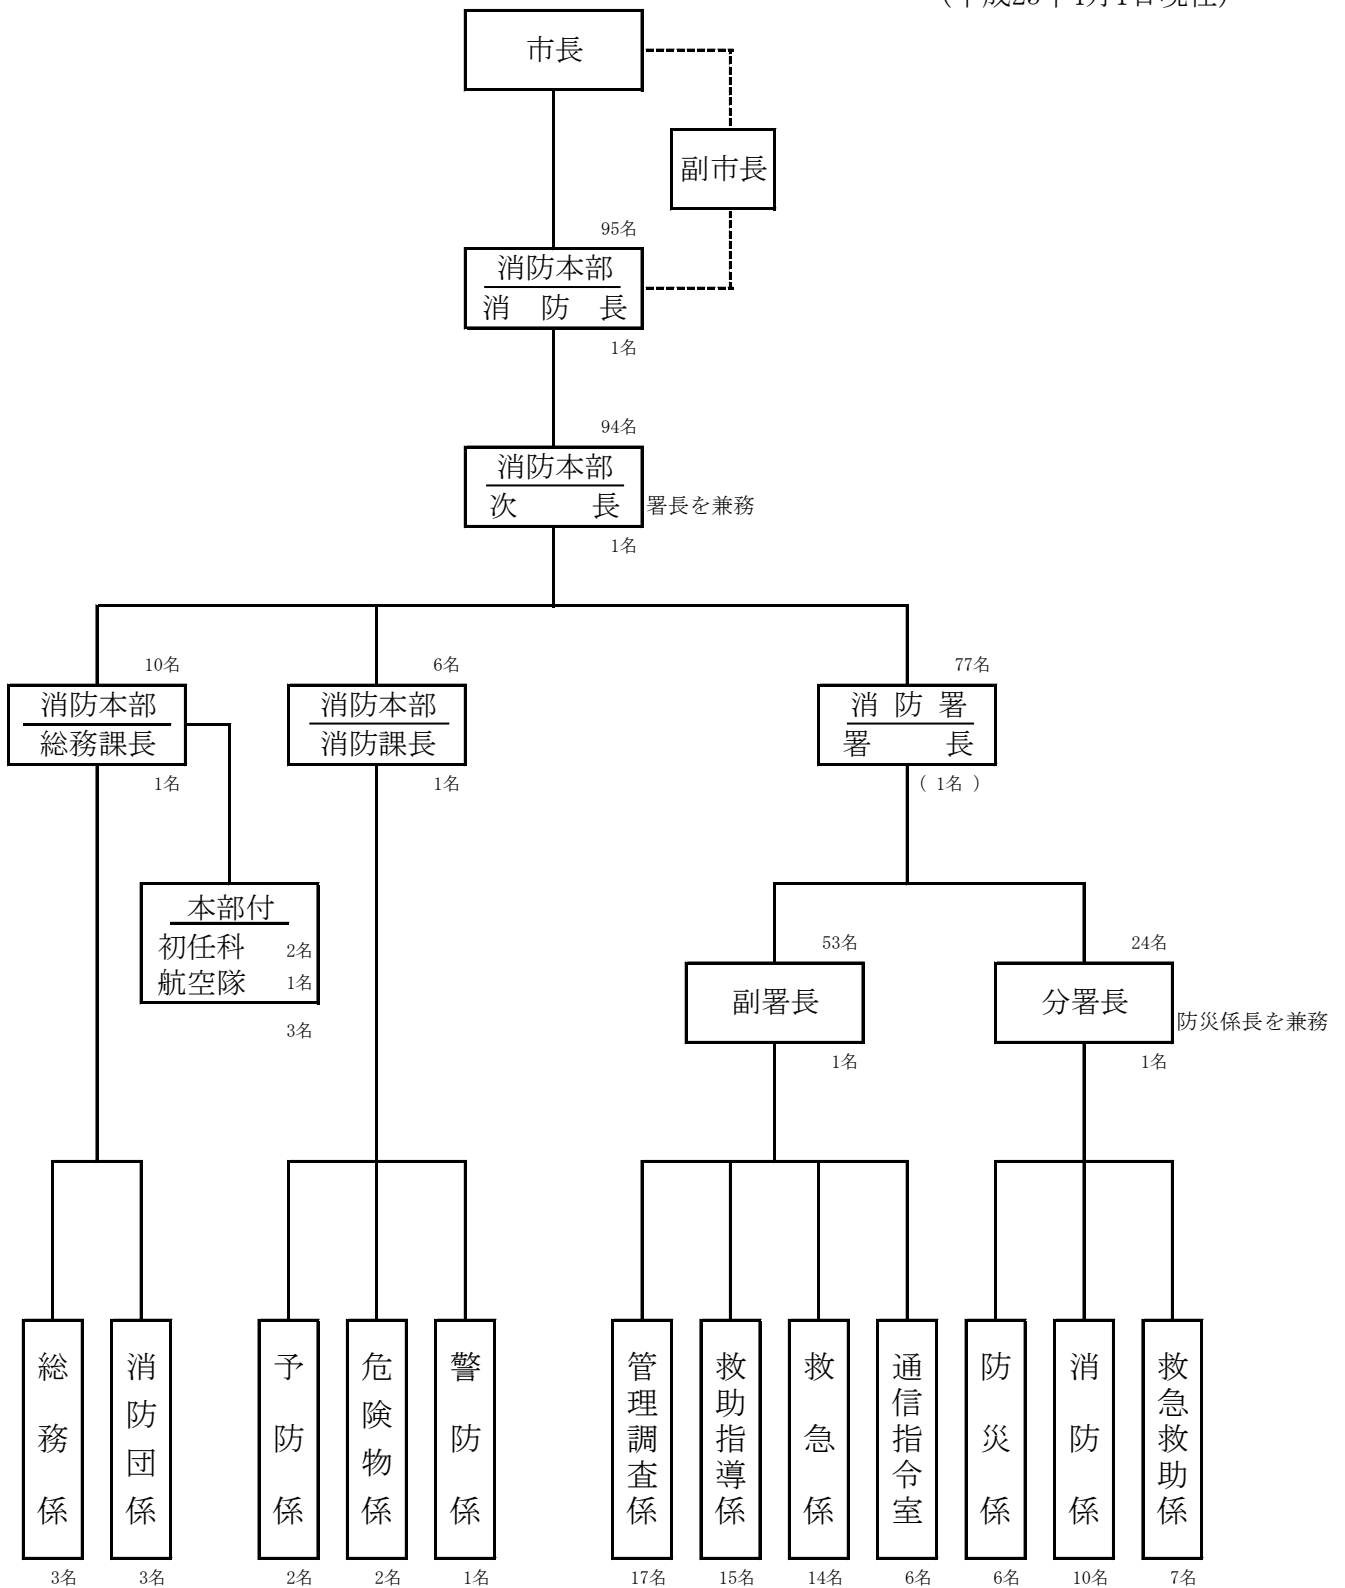 市長
副市長
95名
消防本部
消防長
1名
94名
消防本部
次長
署長を兼務
1名
10名
6名
77名
消防本部
総務課長
1名
消防本部
消防課長
1名
消防署
署長
( 1名 )
本部付
初任科 2名
航空隊 1名
3名
53名
24名
副署長
1名
分署長
防災係長を兼務
1名
総務係
消防団係
予防係
危険物係
警防係
管理調査係
救助指導係
救急係
通信指令室
防災係
消防係
救急救助係
3名
3名
2名
2名
1名
17名
15名
14名
6名
6名
10名
7名